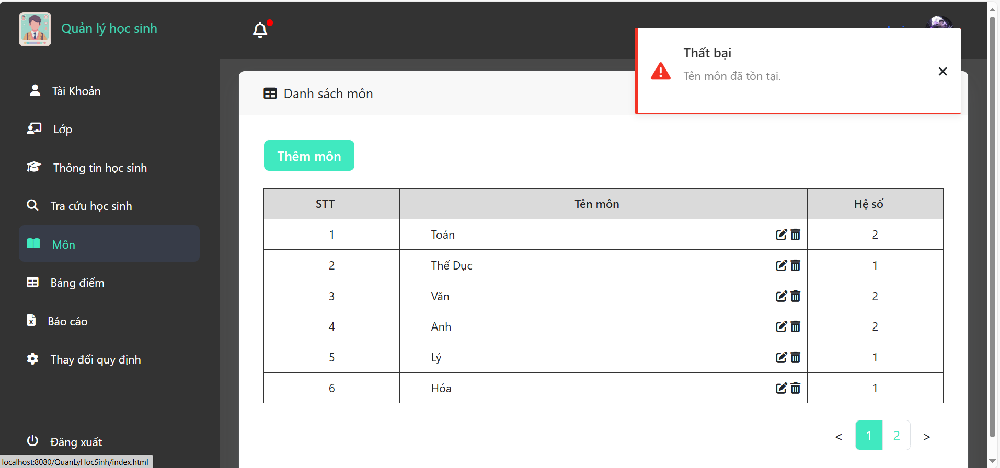 Quản lý học sinh
Thất bại
Tên môn đã tồn tại.
Tài Khoản
Lớp
Thông tin học sinh
Tra cứu học sinh
Môn
Bảng điểm
Báo cáo
Thay đổi quy định
Đăng xuất
Danh sách môn
Thêm môn
STT Tên môn Hệ số
1 Toán 2
2 Thể Dục 1
3 Văn 2
4 Anh 2
5 Lý 1
6 Hóa 1
< 1 2 >
localhost:8080/QuanLyHocSinh/index.html